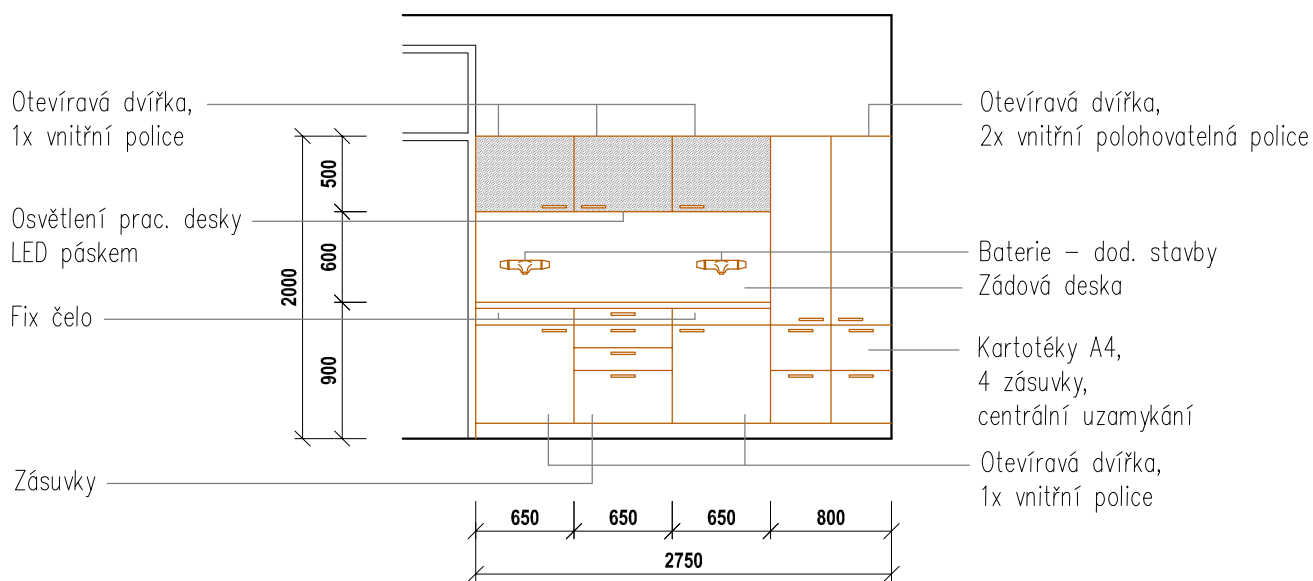 Otevíravá dvířka,
1x vnitřní police
Otevíravá dvířka,
2x vnitřní polohovatelná police
500
Osvětlení prac. desky
LED páskem
600
2000
Baterie – dod. stavby
Zádová deska
Fix čelo
900
Kartotéky A4,
4 zásuvky,
centrální uzamykání
Otevíravá dvířka,
1x vnitřní police
Zásuvky
650
650
650
800
2750